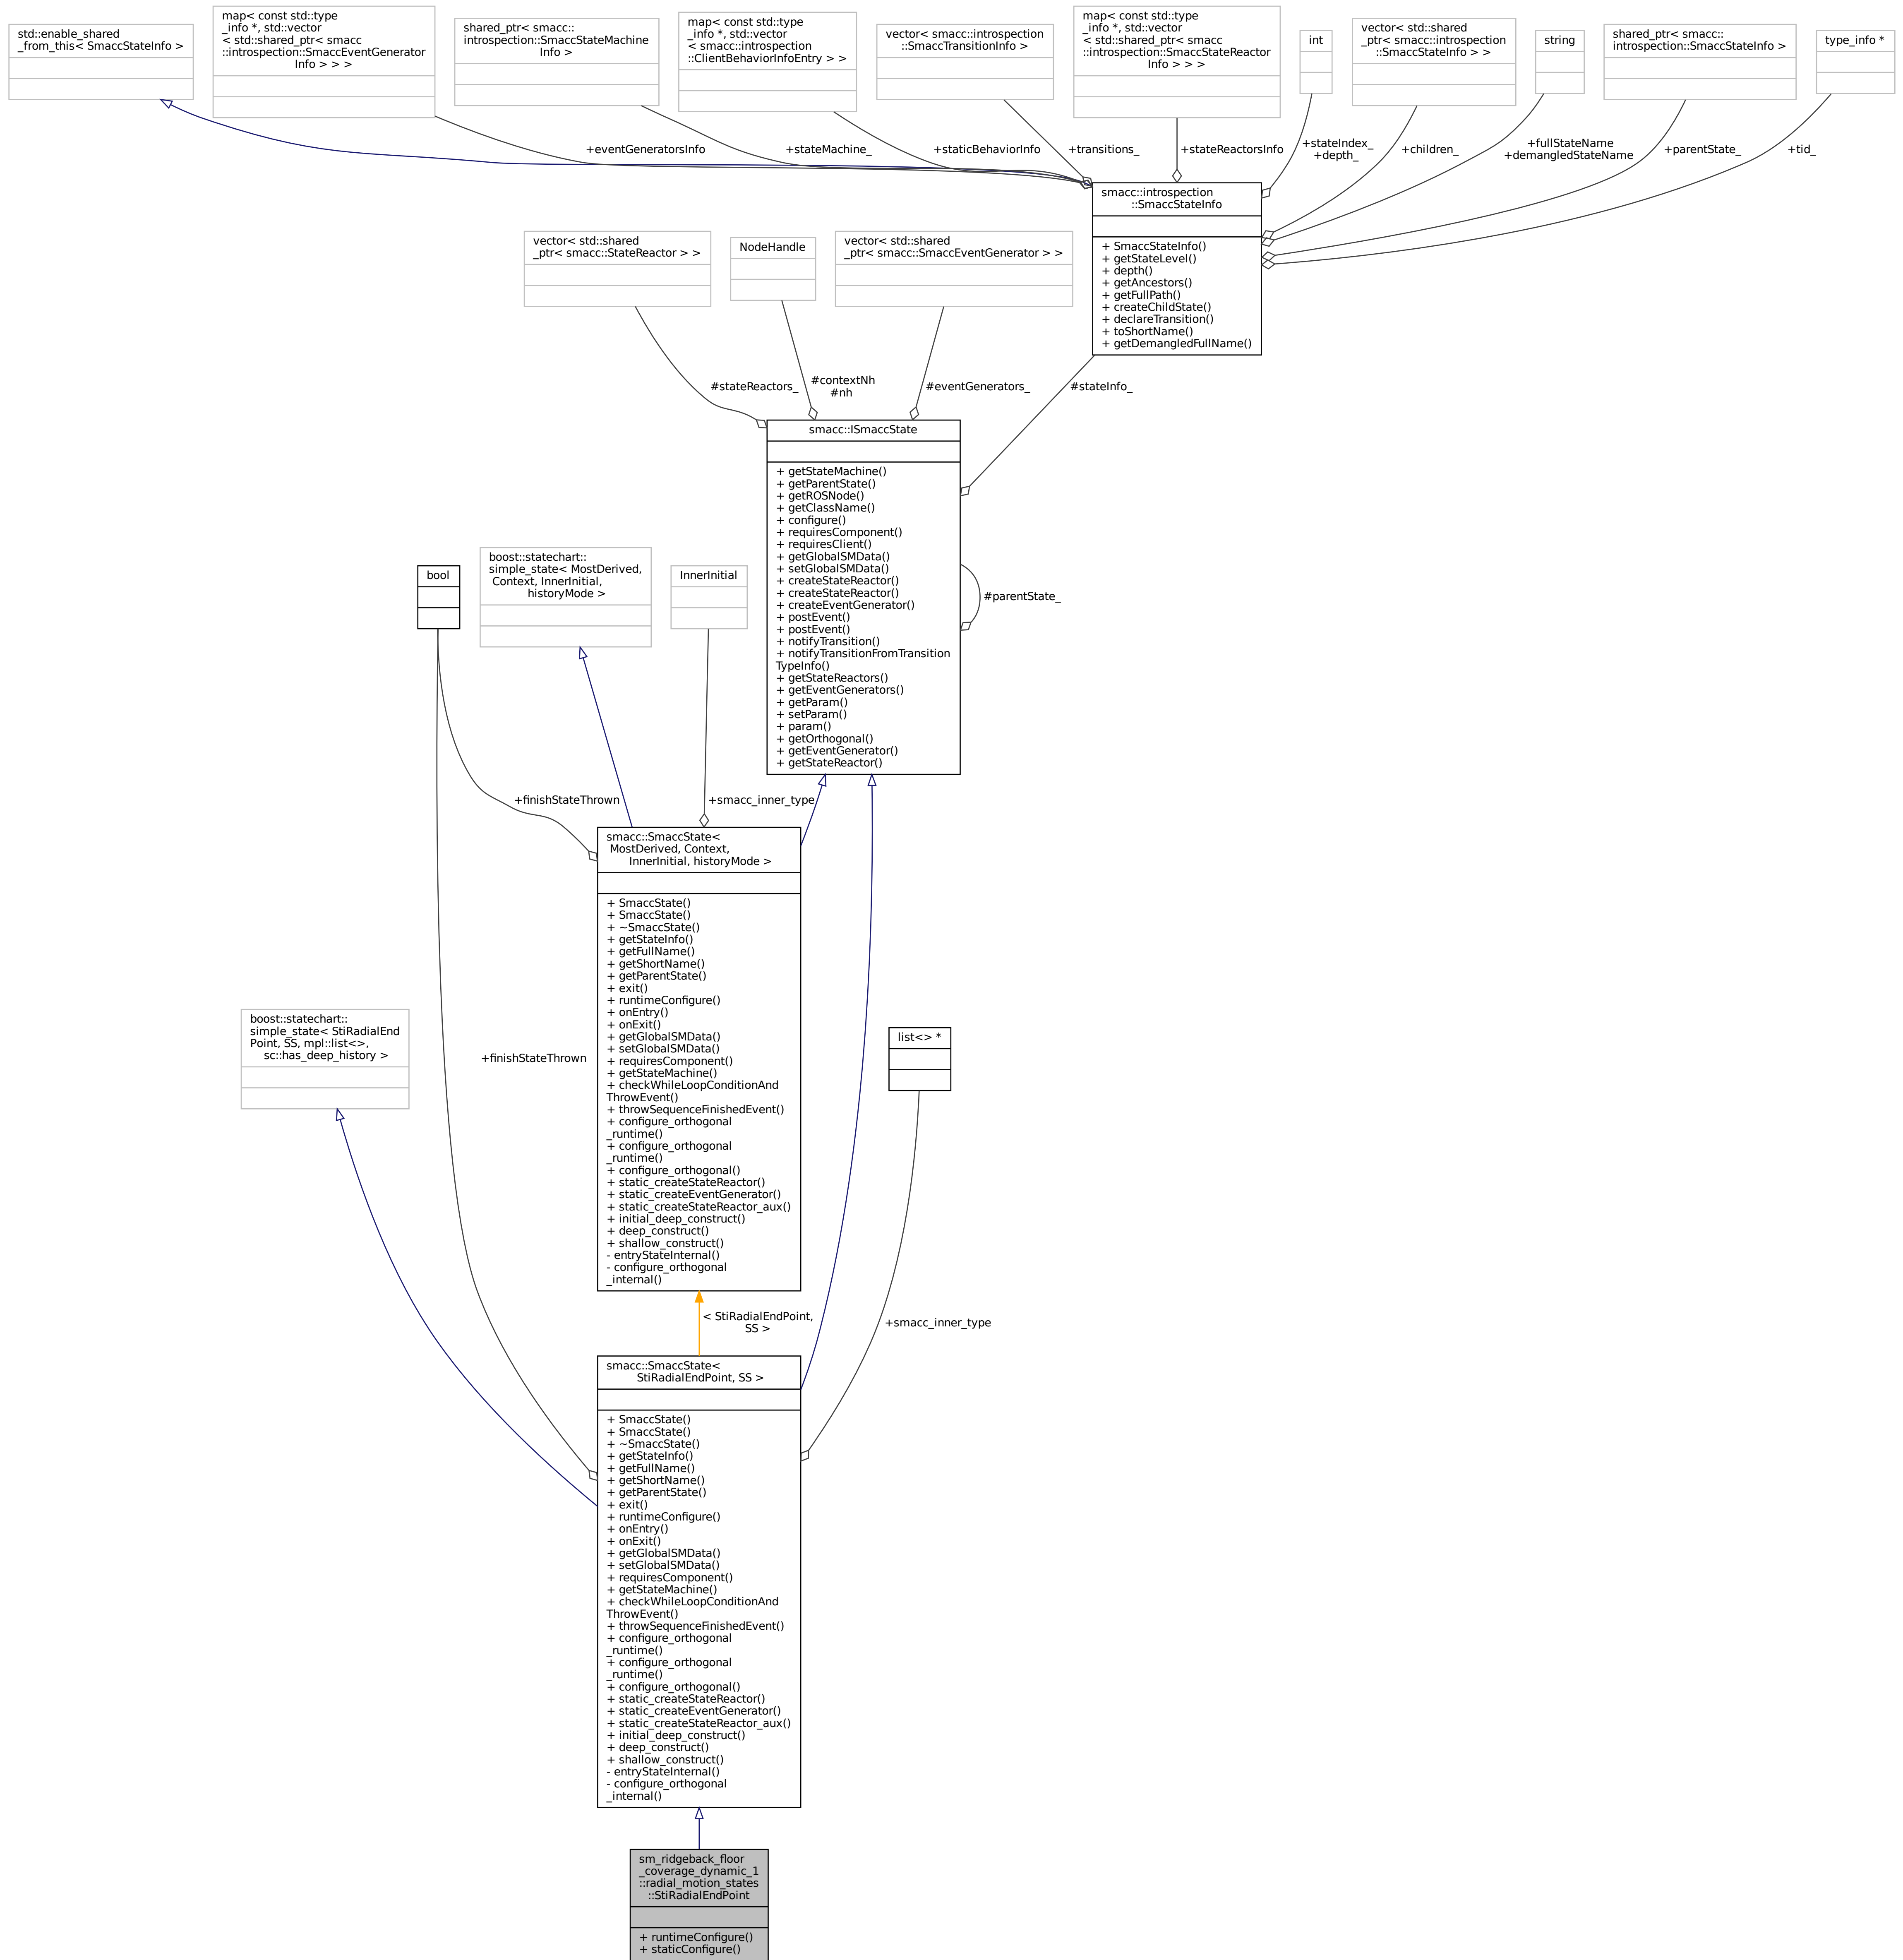 std::enable_shared
_from_this< SmaccStateInfo >
map< const std::type
_info *, std::vector
< std::shared_ptr< smacc
::introspection::SmaccEventGenerator
Info > > >
shared_ptr< smacc::
introspection::SmaccStateMachine
Info >
map< const std::type
_info *, std::vector
< smacc::introspection
::ClientBehaviorInfoEntry > >
vector< smacc::introspection
::SmaccTransitionInfo >
map< const std::type
_info *, std::vector
< std::shared_ptr< smacc
::introspection::SmaccStateReactor
Info > > >
int
vector< std::shared
_ptr< smacc::introspection
::SmaccStateInfo > >
string
shared_ptr< smacc::
introspection::SmaccStateInfo >
type_info *
+eventGeneratorsInfo
+stateMachine_
+staticBehaviorInfo
+transitions_
+stateReactorsInfo
+stateIndex_
+depth_
+children_
+fullStateName
+demangledStateName
+parentState_
+tid_
smacc::introspection
::SmaccStateInfo
+ SmaccStateInfo()
+ getStateLevel()
+ depth()
+ getAncestors()
+ getFullPath()
+ createChildState()
+ declareTransition()
+ toShortName()
+ getDemangledFullName()
vector< std::shared
_ptr< smacc::StateReactor > >
NodeHandle
vector< std::shared
_ptr< smacc::SmaccEventGenerator > >
#stateReactors_
#contextNh
#nh
#eventGenerators_
#stateInfo_
smacc::ISmaccState
+ getStateMachine()
+ getParentState()
+ getROSNode()
+ getClassName()
+ configure()
+ requiresComponent()
+ requiresClient()
+ getGlobalSMData()
+ setGlobalSMData()
+ createStateReactor()
+ createStateReactor()
+ createEventGenerator()
+ postEvent()
+ postEvent()
+ notifyTransition()
+ notifyTransitionFromTransition
TypeInfo()
+ getStateReactors()
+ getEventGenerators()
+ getParam()
+ setParam()
+ param()
+ getOrthogonal()
+ getEventGenerator()
+ getStateReactor()
#parentState_
bool
boost::statechart::
simple_state< MostDerived,
Context, InnerInitial,
historyMode >
InnerInitial
+finishStateThrown
+smacc_inner_type
smacc::SmaccState<
MostDerived, Context,
InnerInitial, historyMode >
+ SmaccState()
+ SmaccState()
+ ~SmaccState()
+ getStateInfo()
+ getFullName()
+ getShortName()
+ getParentState()
+ exit()
+ runtimeConfigure()
+ onEntry()
+ onExit()
+ getGlobalSMData()
+ setGlobalSMData()
+ requiresComponent()
+ getStateMachine()
+ checkWhileLoopConditionAnd
ThrowEvent()
+ throwSequenceFinishedEvent()
+ configure_orthogonal
_runtime()
+ configure_orthogonal
_runtime()
+ configure_orthogonal()
+ static_createStateReactor()
+ static_createEventGenerator()
+ static_createStateReactor_aux()
+ initial_deep_construct()
+ deep_construct()
+ shallow_construct()
- entryStateInternal()
- configure_orthogonal
_internal()
boost::statechart::
simple_state< StiRadialEnd
Point, SS, mpl::list<>,
sc::has_deep_history >
+finishStateThrown
list<> *
< StiRadialEndPoint,
SS >
+smacc_inner_type
smacc::SmaccState<
StiRadialEndPoint, SS >
+ SmaccState()
+ SmaccState()
+ ~SmaccState()
+ getStateInfo()
+ getFullName()
+ getShortName()
+ getParentState()
+ exit()
+ runtimeConfigure()
+ onEntry()
+ onExit()
+ getGlobalSMData()
+ setGlobalSMData()
+ requiresComponent()
+ getStateMachine()
+ checkWhileLoopConditionAnd
ThrowEvent()
+ throwSequenceFinishedEvent()
+ configure_orthogonal
_runtime()
+ configure_orthogonal
_runtime()
+ configure_orthogonal()
+ static_createStateReactor()
+ static_createEventGenerator()
+ static_createStateReactor_aux()
+ initial_deep_construct()
+ deep_construct()
+ shallow_construct()
- entryStateInternal()
- configure_orthogonal
_internal()
sm_ridgeback_floor
_coverage_dynamic_1
::radial_motion_states
::StiRadialEndPoint
+ runtimeConfigure()
+ staticConfigure()